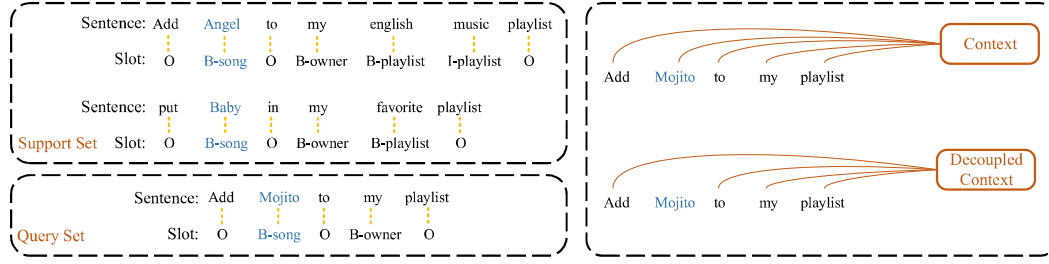 Sentence: Add Angel to my english music playlist
Slot: O B-song O B-owner B-playlist I-playlist O
Sentence: put Baby in my favorite playlist
Support Set Slot: O B-song O B-owner B-playlist O
Sentence: Add Mojito to my playlist
Query Set Slot: O B-song O B-owner O
Context
Add Mojito to my playlist
Decoupled
Context
Add Mojito to my playlist